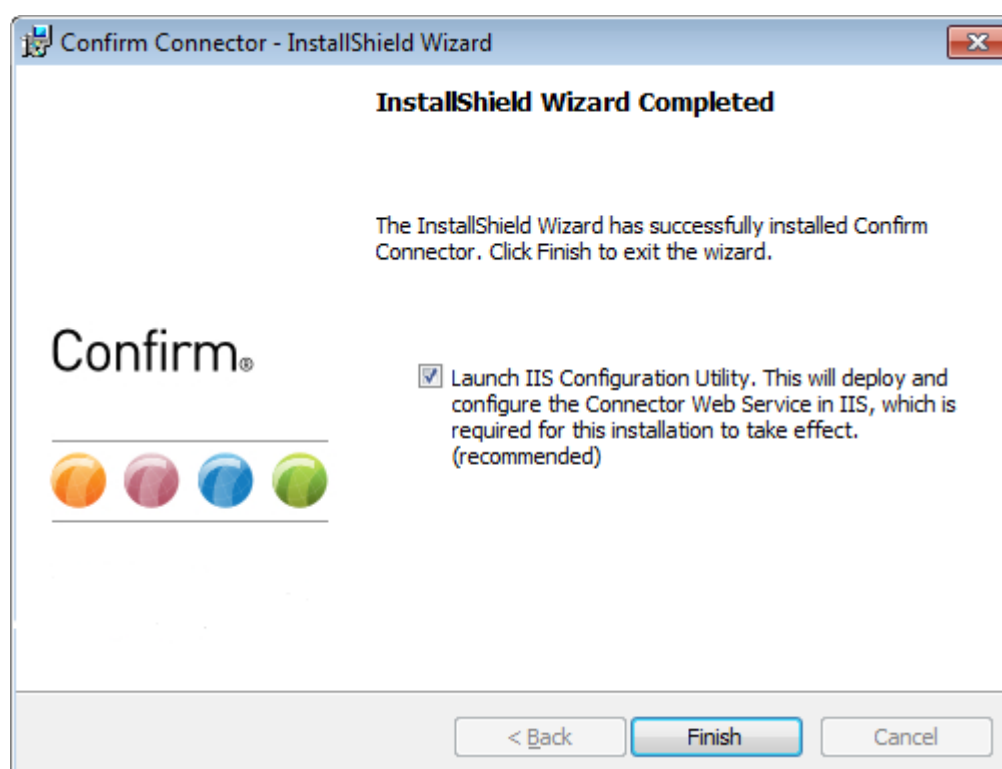 Confirm Connector - InstallShield Wizard
InstallShield Wizard Completed
The InstallShield Wizard has successfully installed Confirm
Connector. Click Finish to exit the wizard.
Confirm®
Launch IIS Configuration Utility. This will deploy and
configure the Connector Web Service in IIS, which is
required for this installation to take effect.
(recommended)
< Back
Finish
Cancel